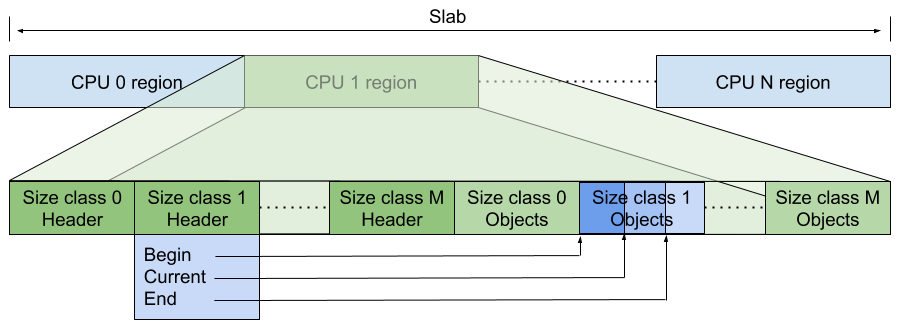 Slab
CPU 0 region
CPU 1 region
CPU N region
Size class 0
Header
Size class 1
Header
Size class M
Header
Size class 0
Objects
Size class 1
Objects
Size class M
Objects
Begin
Current
End